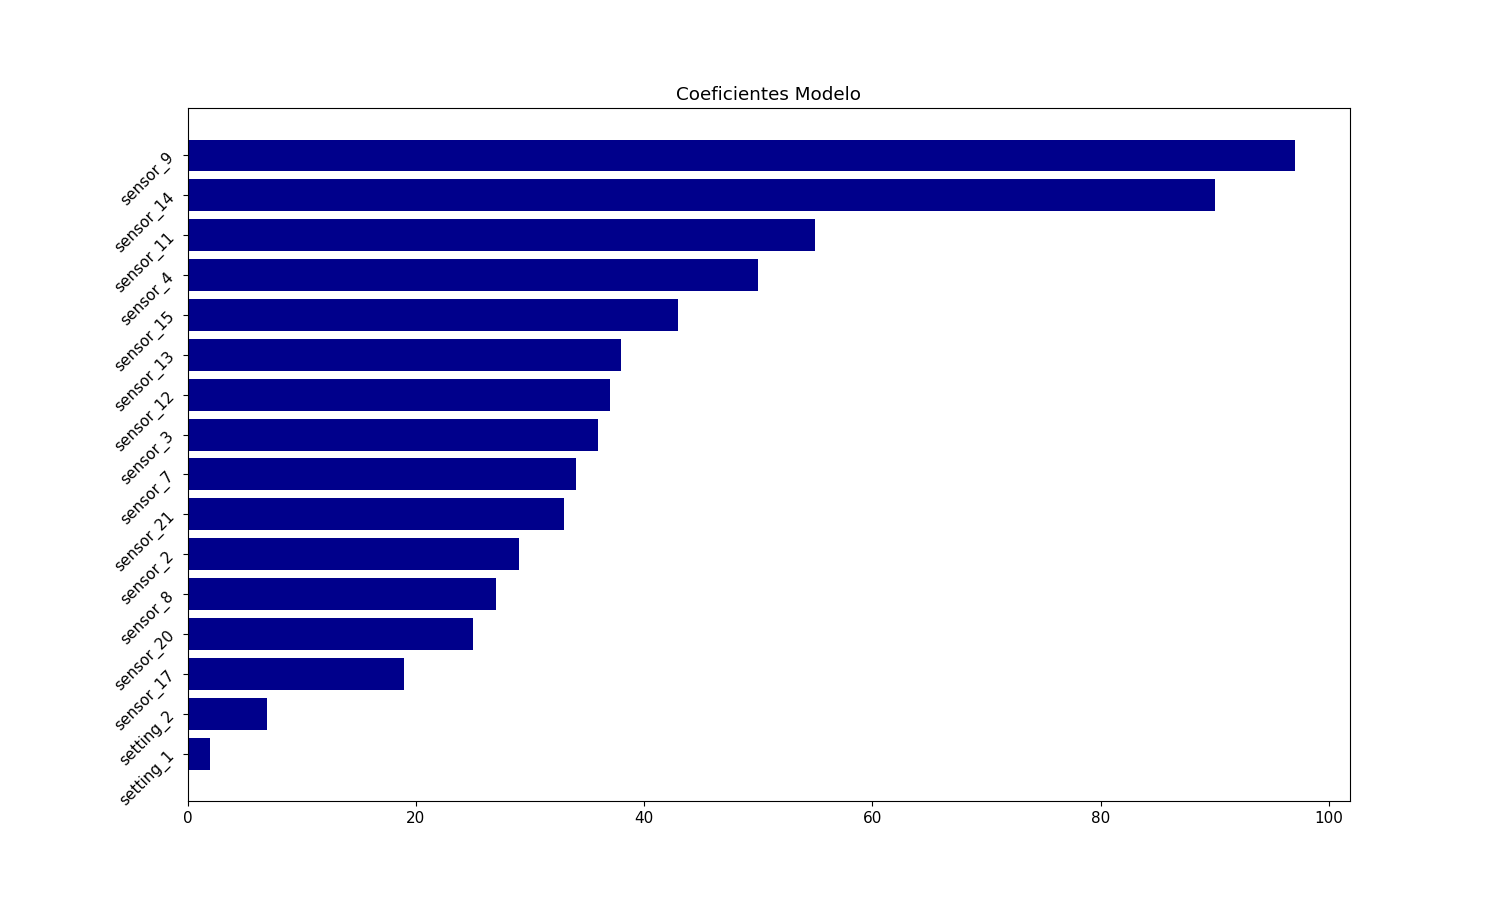 Coeficientes Modelo
sensor_9
sensor_14
sensor_11
sensor_4
sensor_15
sensor_13
sensor_12
sensor_3
sensor_7
sensor_21
sensor_2
sensor_8
sensor_20
sensor_17
setting_2
setting_1
0 20 40 60 80 100